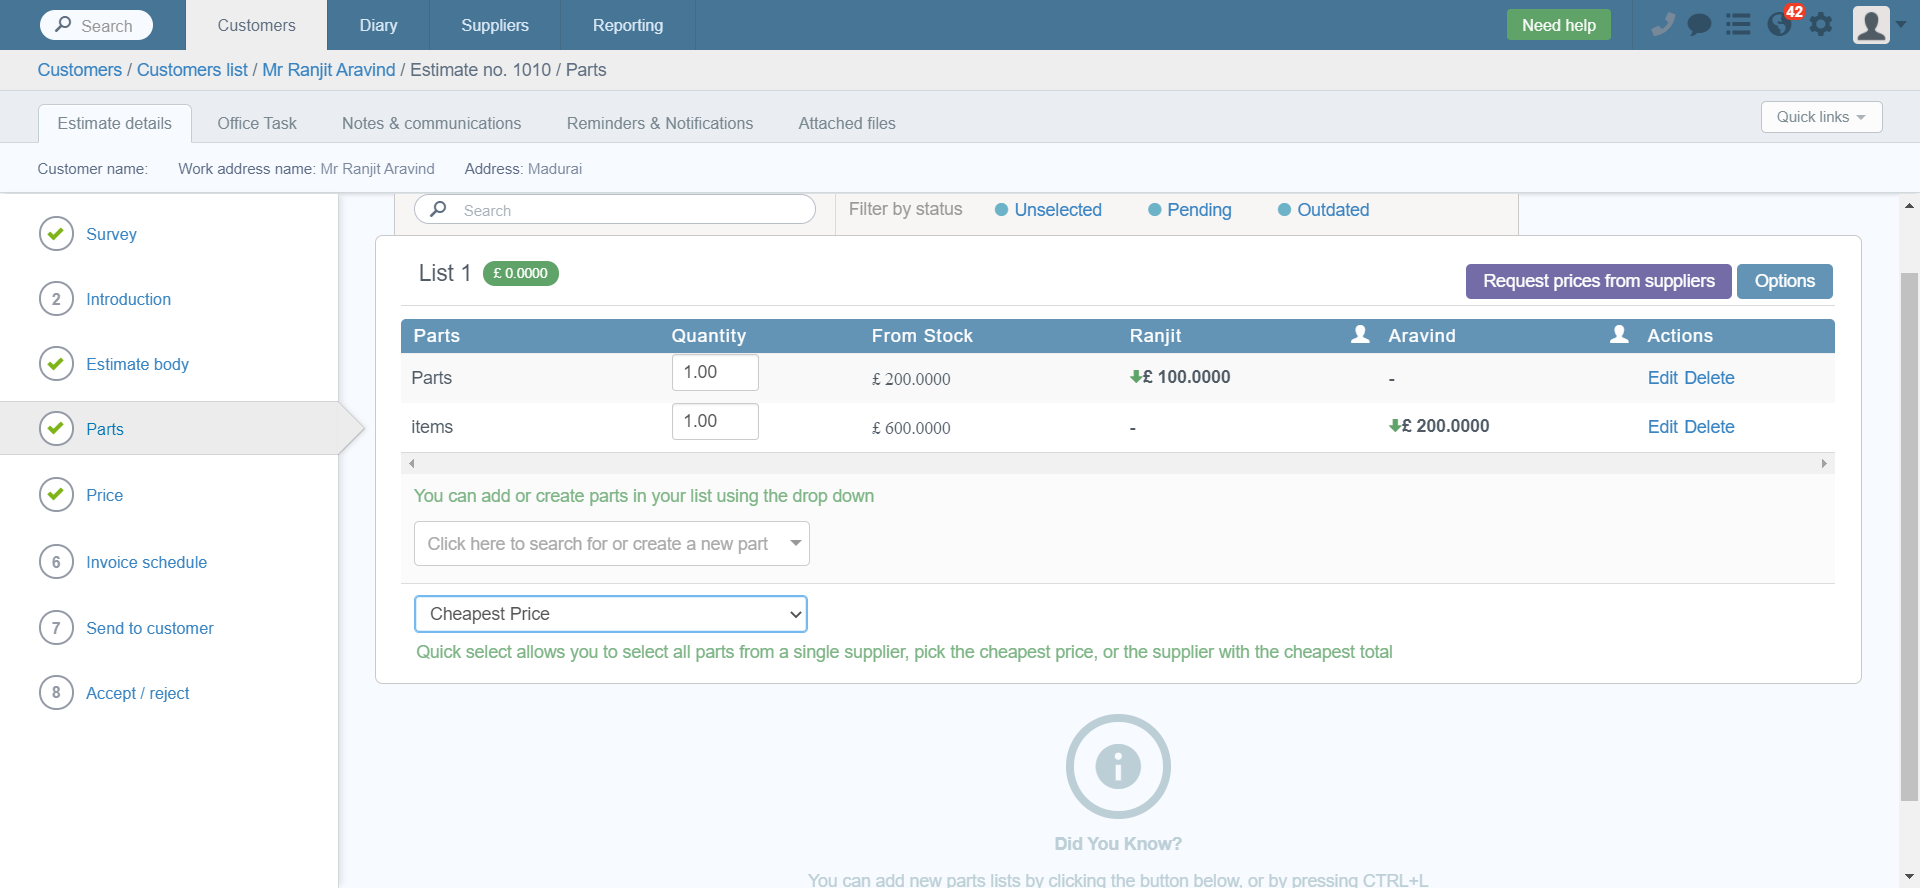 Search Customers Diary Suppliers Reporting Need help 42
Customers / Customers list / Mr Ranjit Aravind / Estimate no. 1010 / Parts
Estimate details Office Task Notes & communications Reminders & Notifications Attached files Quick links
Customer name: Work address name: Mr Ranjit Aravind Address: Madurai
Survey
2 Introduction
Estimate body
Parts
Price
6 Invoice schedule
7 Send to customer
8 Accept / reject
Search Filter by status Unselected Pending Outdated
List 1 £ 0.0000 Request prices from suppliers Options
Parts Quantity From Stock Ranjit Aravind Actions
Parts 1.00 £ 200.0000 £ 100.0000 - Edit Delete
items 1.00 £ 600.0000 - £ 200.0000 Edit Delete
You can add or create parts in your list using the drop down
Click here to search for or create a new part
Cheapest Price
Quick select allows you to select all parts from a single supplier, pick the cheapest price, or the supplier with the cheapest total
Did You Know?
You can add new parts lists by clicking the button below, or by pressing CTRL+L